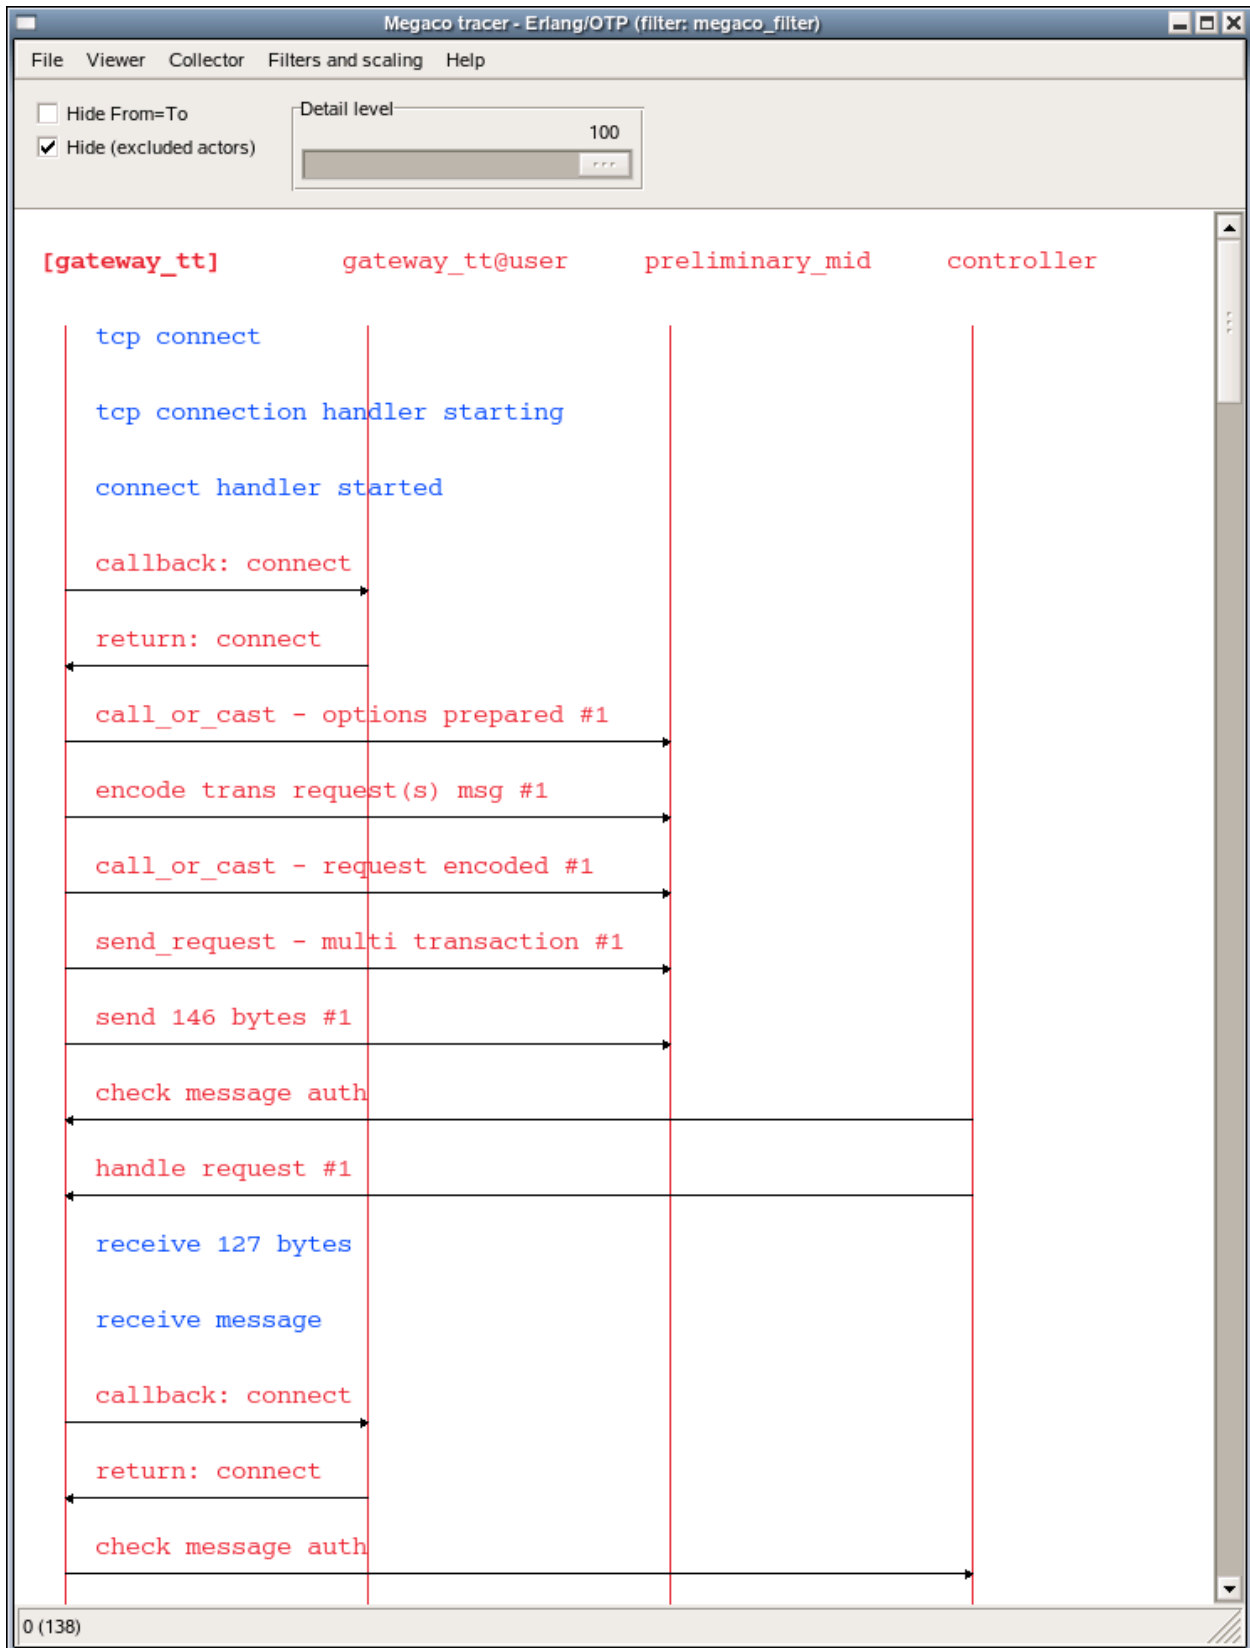 Megaco tracer - Erlang/OTP (filter: megaco_filter)
File Viewer Collector Filters and scaling Help
Hide From=To
Hide (excluded actors)
Detail level
100
[gateway_tt] gateway_tt@user preliminary_mid controller
tcp connect
tcp connection handler starting
connect handler started
callback: connect
return: connect
call_or_cast - options prepared #1
encode trans request(s) msg #1
call_or_cast - request encoded #1
send_request - multi transaction #1
send 146 bytes #1
check message auth
handle request #1
receive 127 bytes
receive message
callback: connect
return: connect
check message auth
0 (138)